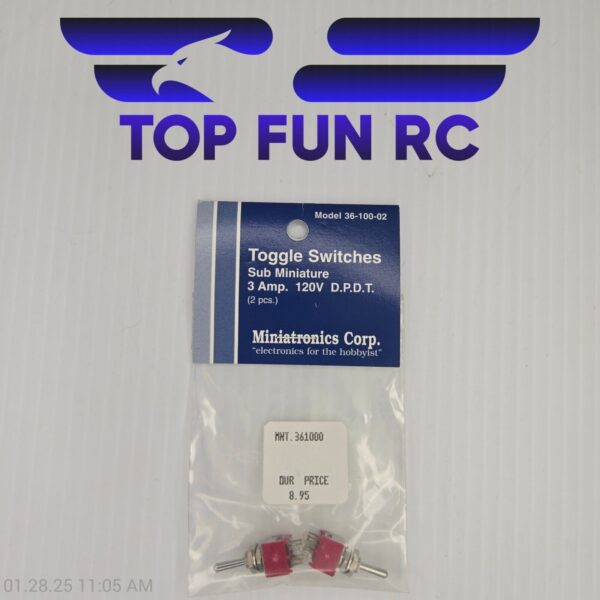 TOP FUN RC
Model 36-100-02
Toggle Switches
Sub Miniature
3 Amp. 120V D.P.D.T.
(2 pcs.)
Miniatronics Corp.
"electronics for the hobbyist"
MNT.361000
OUR PRICE
8.95
01.28.25 11:05 AM